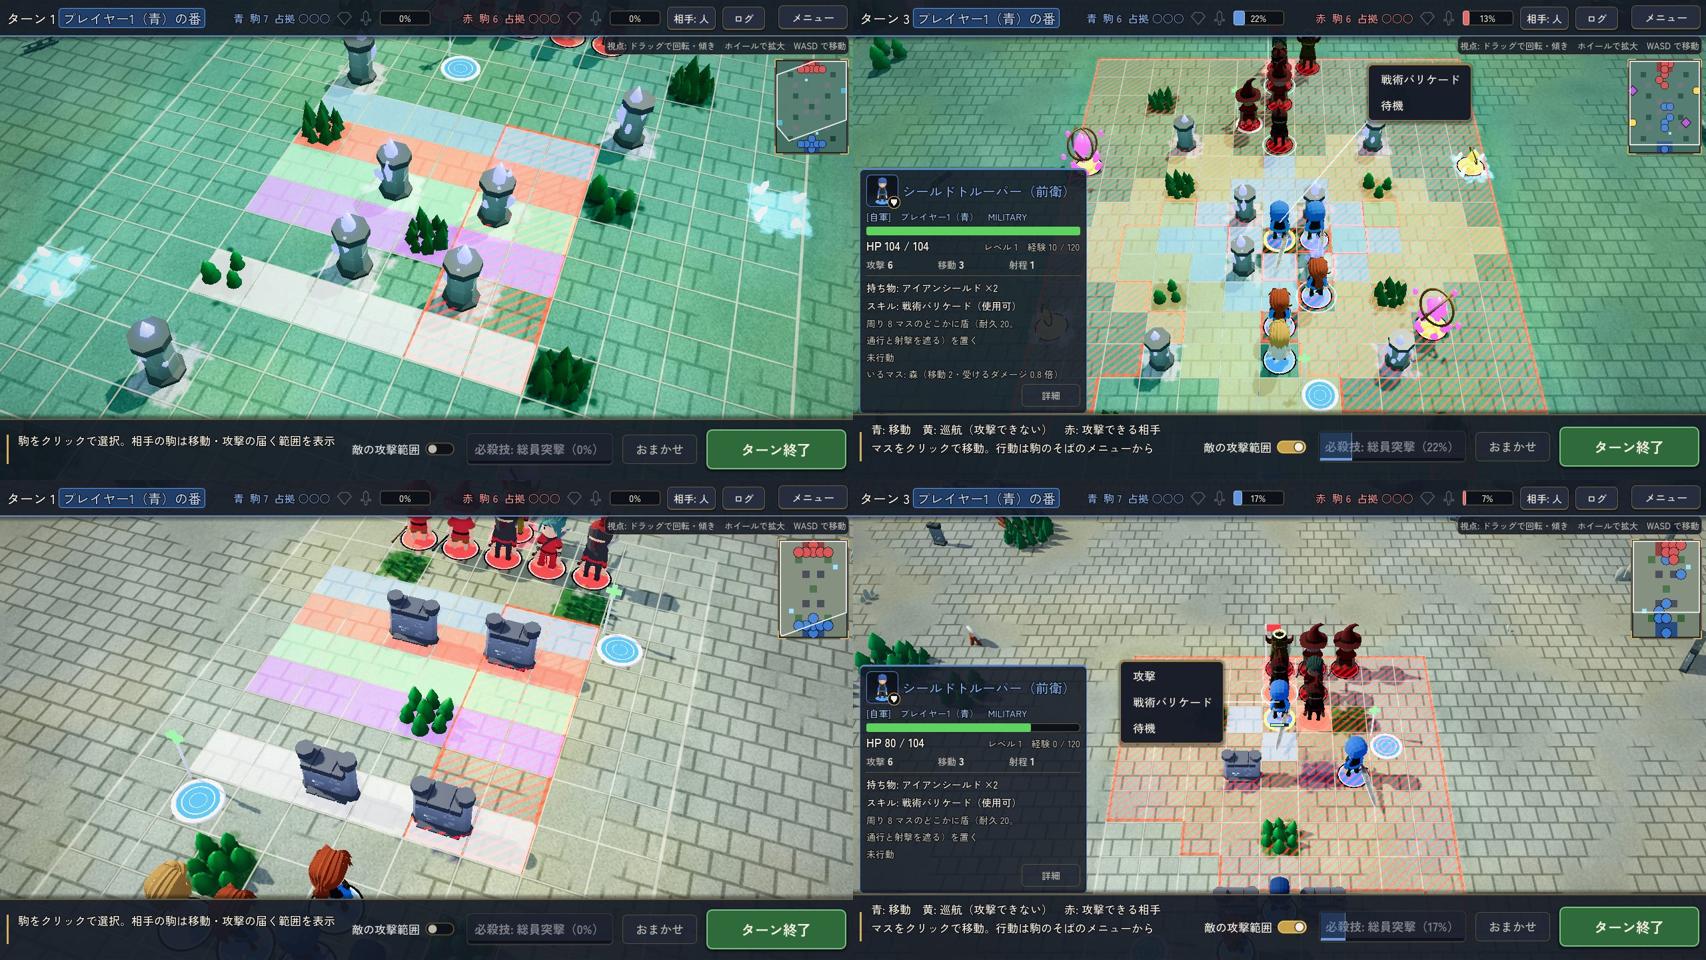 ターン 1 プレイヤー1（青）の番 青 駒 7 占拠 〇〇〇 0% 赤 駒 6 占拠 〇〇〇 0% 相手: 人 ログ メニュー
視点: ドラッグで回転・傾き ホイールで拡大 WASD で移動
駒をクリックで選択。相手の駒は移動・攻撃の届く範囲を表示
敵の攻撃範囲 必殺技: 総員突撃（0%） おまかせ ターン終了
ターン 3 プレイヤー1（青）の番 青 駒 6 占拠 〇〇〇 22% 赤 駒 6 占拠 〇〇〇 13% 相手: 人 ログ メニュー
視点: ドラッグで回転・傾き ホイールで拡大 WASD で移動
戦術バリケード
待機
シールドトルーパー（前衛）
[自軍] プレイヤー1（青） MILITARY
HP 104 / 104 レベル 1 経験 10 / 120
攻撃 6 移動 3 射程 1
持ち物: アイアンシールド ×2
スキル: 戦術バリケード（使用可）
周り 8 マスのどこかに盾（耐久 20。
通行と射撃を遮る）を置く
未行動
いるマス: 森（移動 2・受けるダメージ 0.8 倍）
詳細
青: 移動 黄: 巡航（攻撃できない） 赤: 攻撃できる相手
マスをクリックで移動。行動は駒のそばのメニューから
敵の攻撃範囲 必殺技: 総員突撃（22%） おまかせ ターン終了
ターン 1 プレイヤー1（青）の番 青 駒 7 占拠 〇〇〇 0% 赤 駒 6 占拠 〇〇〇 0% 相手: 人 ログ メニュー
視点: ドラッグで回転・傾き ホイールで拡大 WASD で移動
駒をクリックで選択。相手の駒は移動・攻撃の届く範囲を表示
敵の攻撃範囲 必殺技: 総員突撃（0%） おまかせ ターン終了
ターン 3 プレイヤー1（青）の番 青 駒 7 占拠 〇〇〇 17% 赤 駒 6 占拠 〇〇〇 7% 相手: 人 ログ メニュー
視点: ドラッグで回転・傾き ホイールで拡大 WASD で移動
攻撃
戦術バリケード
待機
シールドトルーパー（前衛）
[自軍] プレイヤー1（青） MILITARY
HP 80 / 104 レベル 1 経験 0 / 120
攻撃 6 移動 3 射程 1
持ち物: アイアンシールド ×2
スキル: 戦術バリケード（使用可）
周り 8 マスのどこかに盾（耐久 20。
通行と射撃を遮る）を置く
未行動
詳細
青: 移動 黄: 巡航（攻撃できない） 赤: 攻撃できる相手
マスをクリックで移動。行動は駒のそばのメニューから
敵の攻撃範囲 必殺技: 総員突撃（17%） おまかせ ターン終了